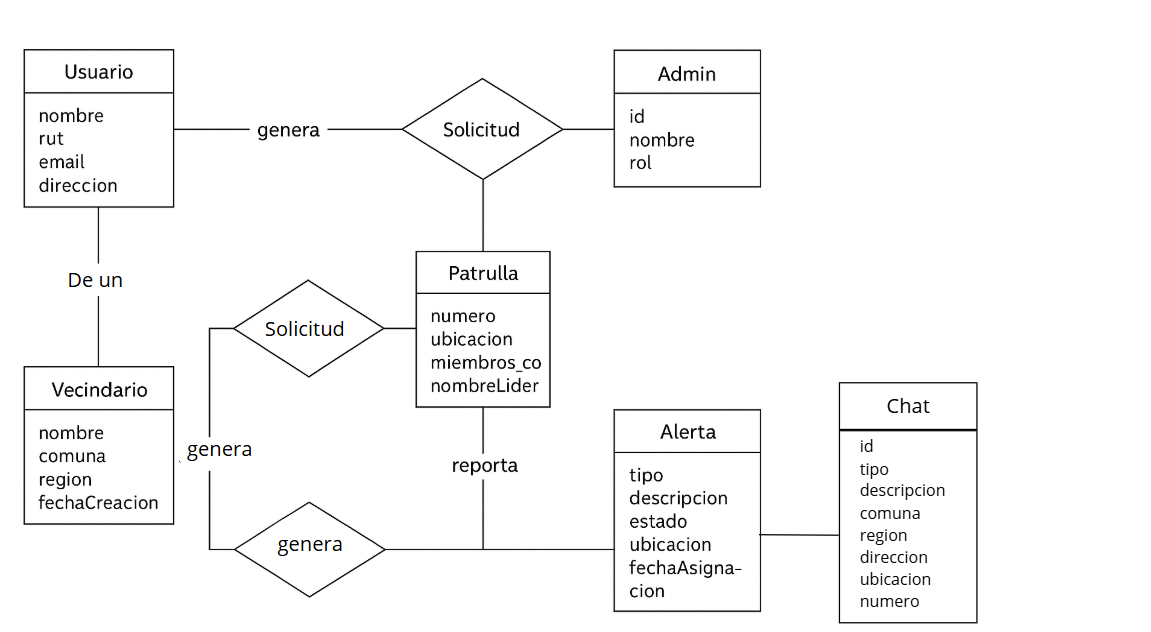 Usuario
nombre
rut
email
direccion
genera
Solicitud
Admin
id
nombre
rol
De un
Patrulla
numero
ubicacion
miembros_co
nombreLider
Solicitud
Vecindario
nombre
comuna
region
fechaCreacion
genera
reporta
genera
Alerta
tipo
descripcion
estado
ubicacion
fechaAsigna-
cion
Chat
id
tipo
descripcion
comuna
region
direccion
ubicacion
numero